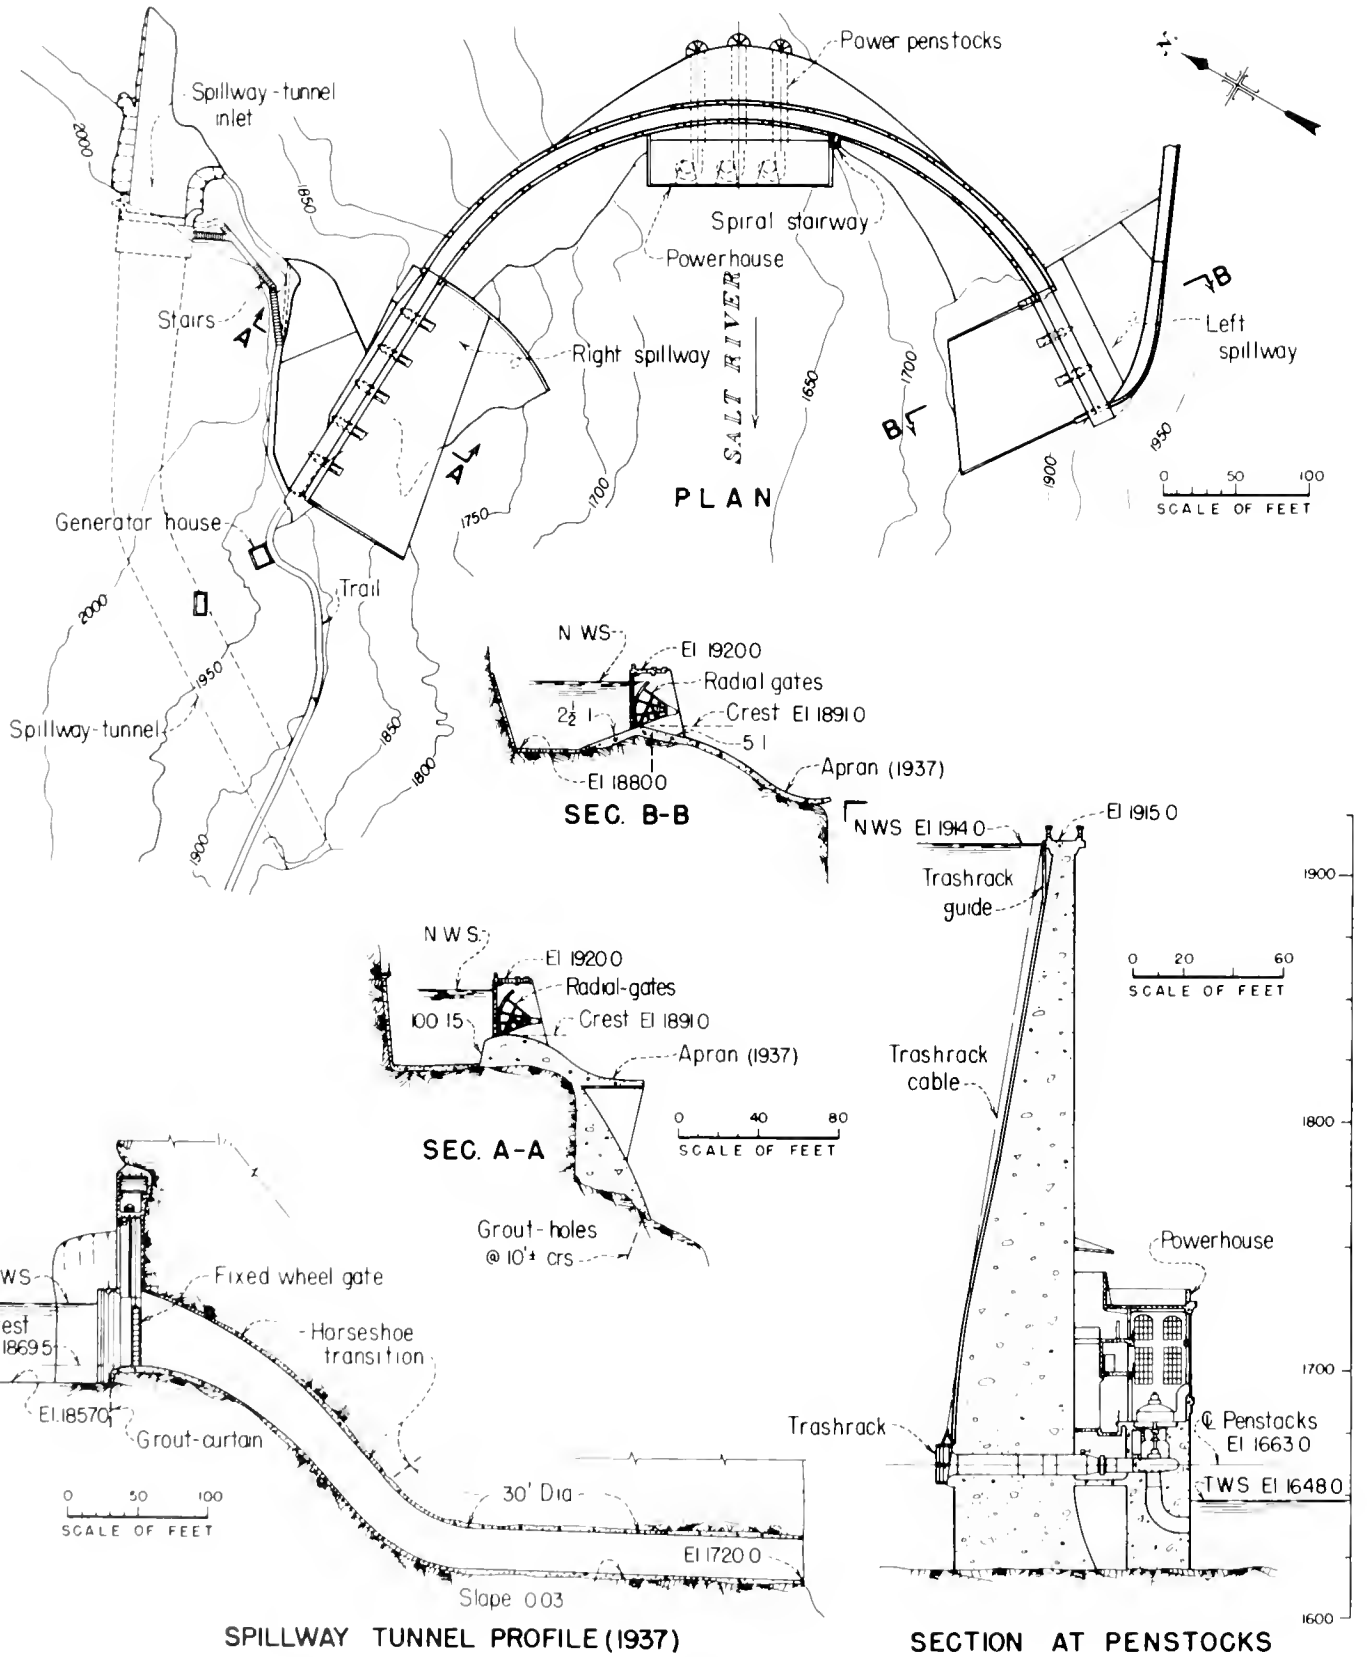 Power penstocks
N.
Spillway-tunnel
inlet
2000
1850
Spiral stairway
Powerhouse
Stairs
A
Right spillway
SALT RIVER
1650
1700
B
B
Left
spillway
1950
1900
0 50 100
SCALE OF FEET
PLAN
A
1750
1700
Generator house
Trail
2000
1950
Spillway-tunnel
1850
1800
1900
N W.S.
El 1920 0
Radial gates
2½ 1
Crest El 1891 0
5 1
Apran (1937)
El 1880 0
SEC. B-B
NWS El 1914 0
El 1915 0
Trashrack
guide
1900
0 20 60
SCALE OF FEET
N W S.
El 1920 0
Radial-gates
100 15
Crest El 1891 0
Apran (1937)
Trashrack
cable
0 40 80
SCALE OF FEET
1800
SEC. A-A
Grout-holes
@ 10'± crs
Powerhouse
WS
Fixed wheel gate
est
1869 5
Horseshoe
transition
1700
El. 1857 0
Grout-curtain
Trashrack
℄ Penstocks
El 1663 0
TWS El 1648 0
0 50 100
SCALE OF FEET
30' Dia
El 1720 0
Slope 003
1600
SPILLWAY TUNNEL PROFILE (1937)
SECTION AT PENSTOCKS